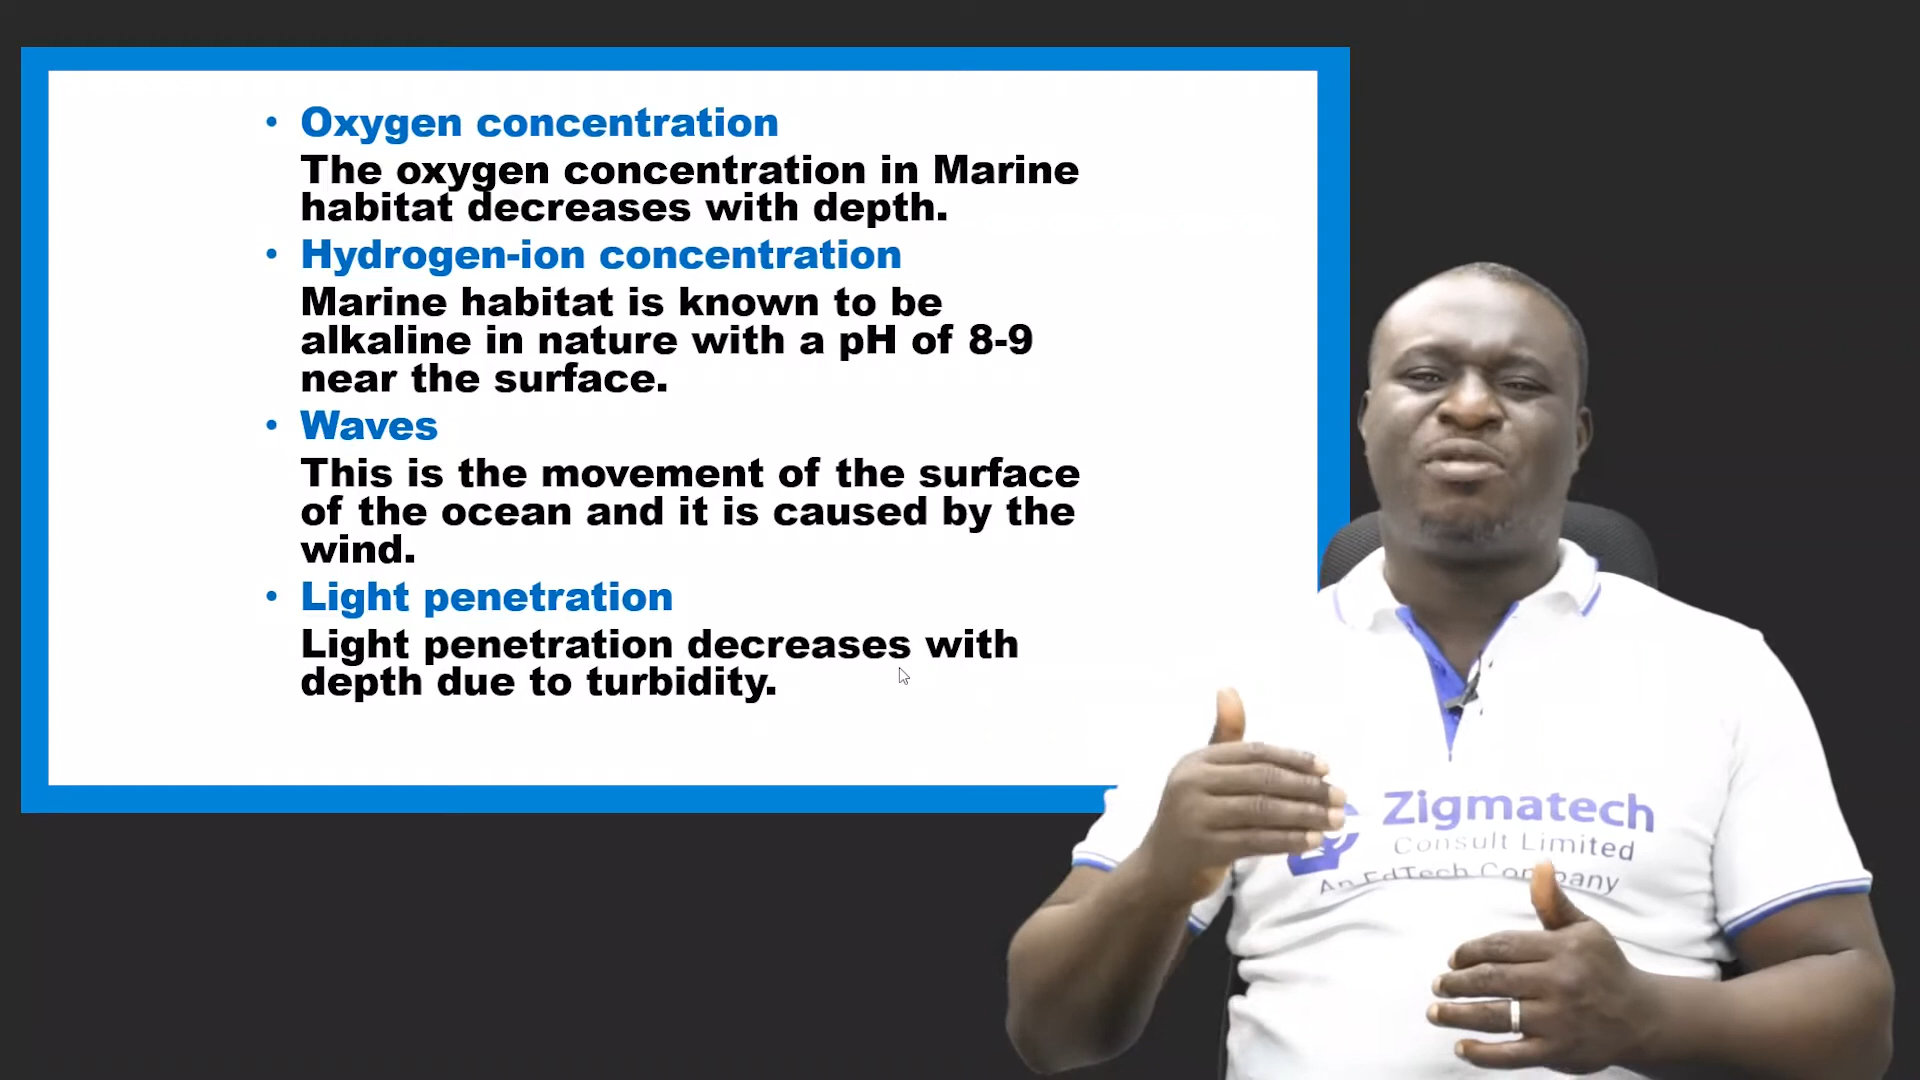 • Oxygen concentration
The oxygen concentration in Marine
habitat decreases with depth.
• Hydrogen-ion concentration
Marine habitat is known to be
alkaline in nature with a pH of 8-9
near the surface.
• Waves
This is the movement of the surface
of the ocean and it is caused by the
wind.
• Light penetration
Light penetration decreases with
depth due to turbidity.
Zigmatech
Consult Limited
An EdTech Company